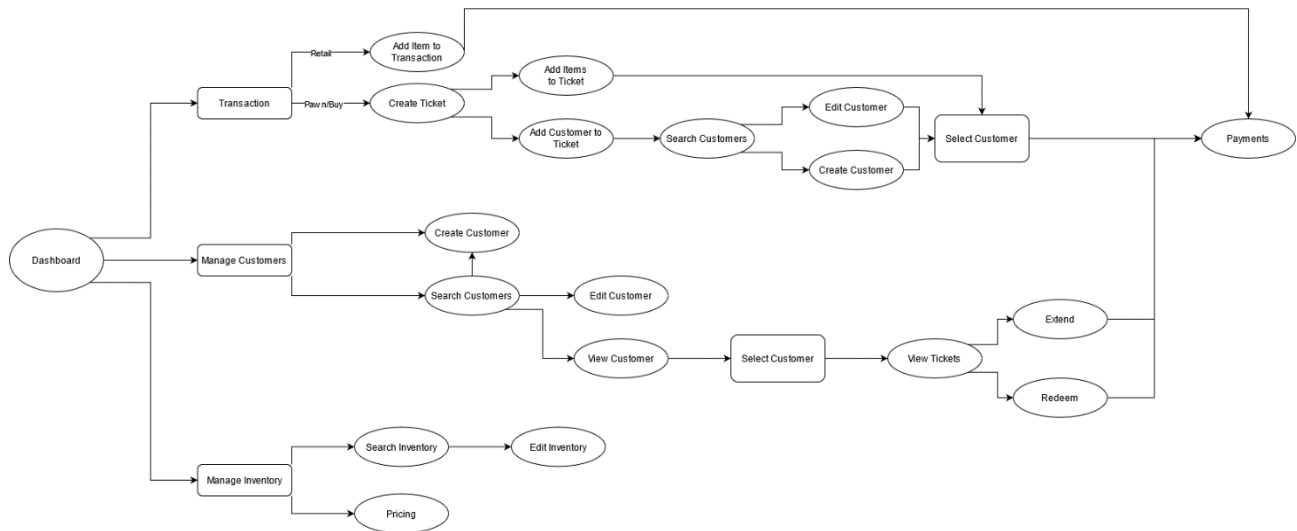 Retail
Add Item to
Transaction
Transaction
Pawn/Buy
Create Ticket
Add Items
to Ticket
Add Customer to
Ticket
Search Customers
Edit Customer
Create Customer
Select Customer
Payments
Dashboard
Manage Customers
Create Customer
Search Customers
Edit Customer
View Customer
Select Customer
View Tickets
Extend
Redeem
Manage Inventory
Search Inventory
Edit Inventory
Pricing